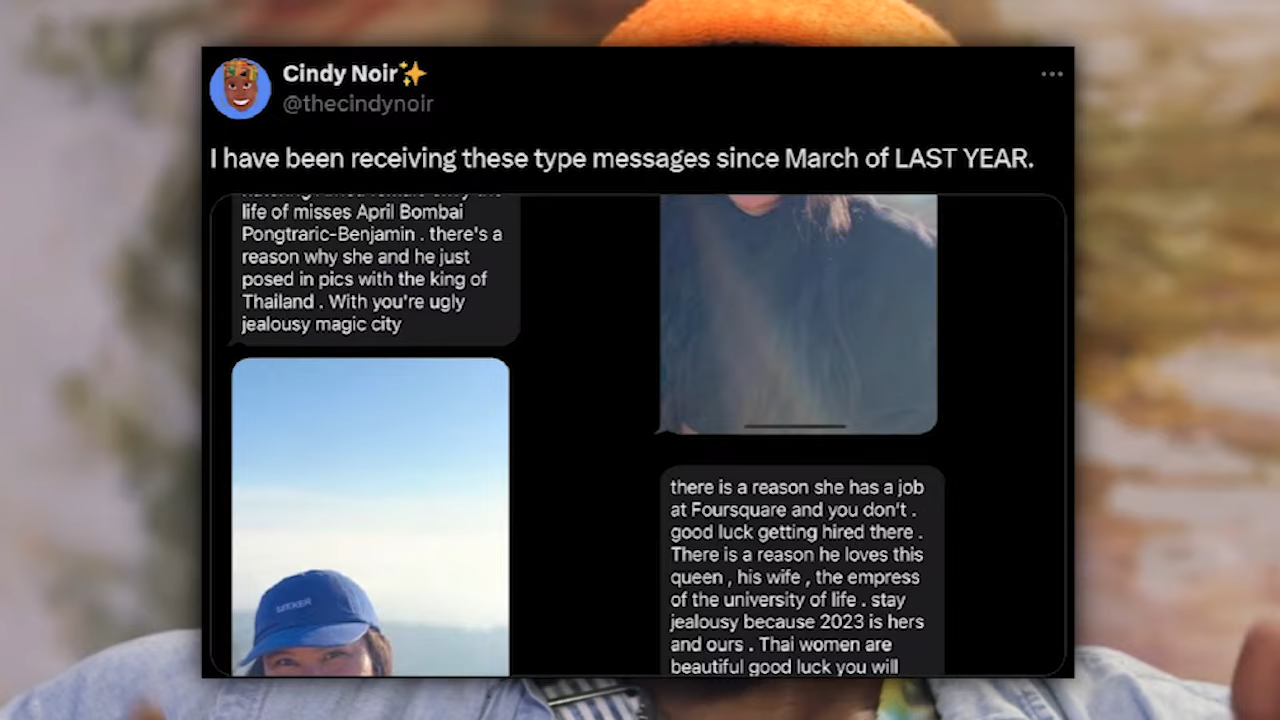 Cindy Noir✨
@thecindynoir
I have been receiving these type messages since March of LAST YEAR.
life of misses April Bombai
Pongtraric-Benjamin . there's a
reason why she and he just
posed in pics with the king of
Thailand . With you're ugly
jealousy magic city
there is a reason she has a job
at Foursquare and you don't .
good luck getting hired there .
There is a reason he loves this
queen , his wife , the empress
of the university of life . stay
jealousy because 2023 is hers
and ours . Thai women are
beautiful good luck you will